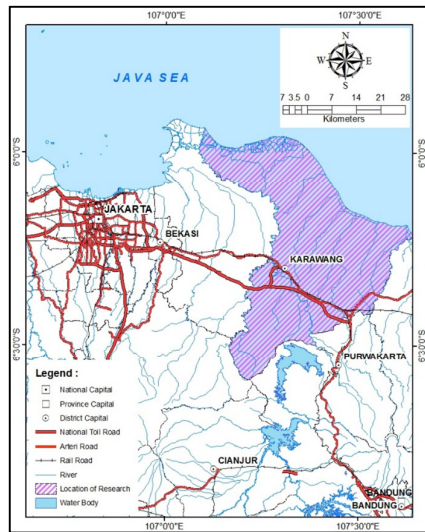 107°0'0"E 107°30'0"E
N
W E
S
JAVA SEA
7 3.5 0 7 14 21 28
Kilometers
6°0'0"S
6°0'0"S
JAKARTA
BEKASI
KARAWANG
6°30'0"S
6°30'0"S
PURWAKARTA
Legend :
National Capital
Province Capital
District Capital
National Toll Road
Arteri Road
Rail Road
River
Location of Research
Water Body
CIANJUR
BANDUNG
BANDUNG
107°0'0"E 107°30'0"E